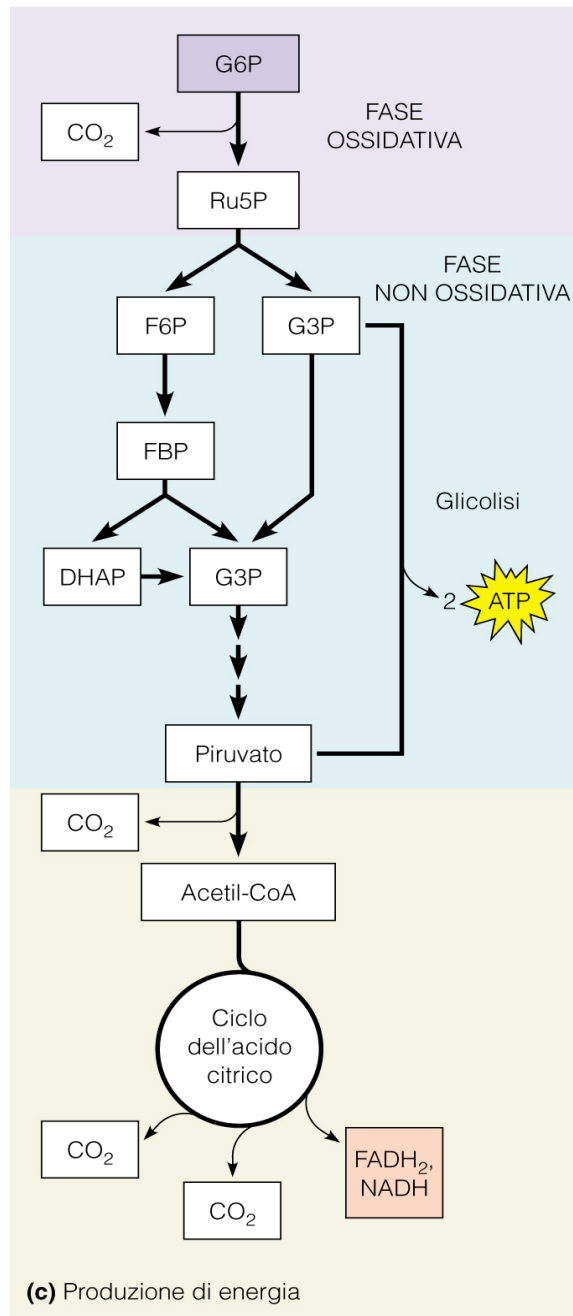 G6P
CO₂
FASE
OSSIDATIVA
Ru5P
FASE
NON OSSIDATIVA
F6P
G3P
FBP
Glicolisi
DHAP
G3P
2 ATP
Piruvato
CO₂
Acetil-CoA
Ciclo
dell'acido
citrico
CO₂
CO₂
FADH₂,
NADH
(c) Produzione di energia